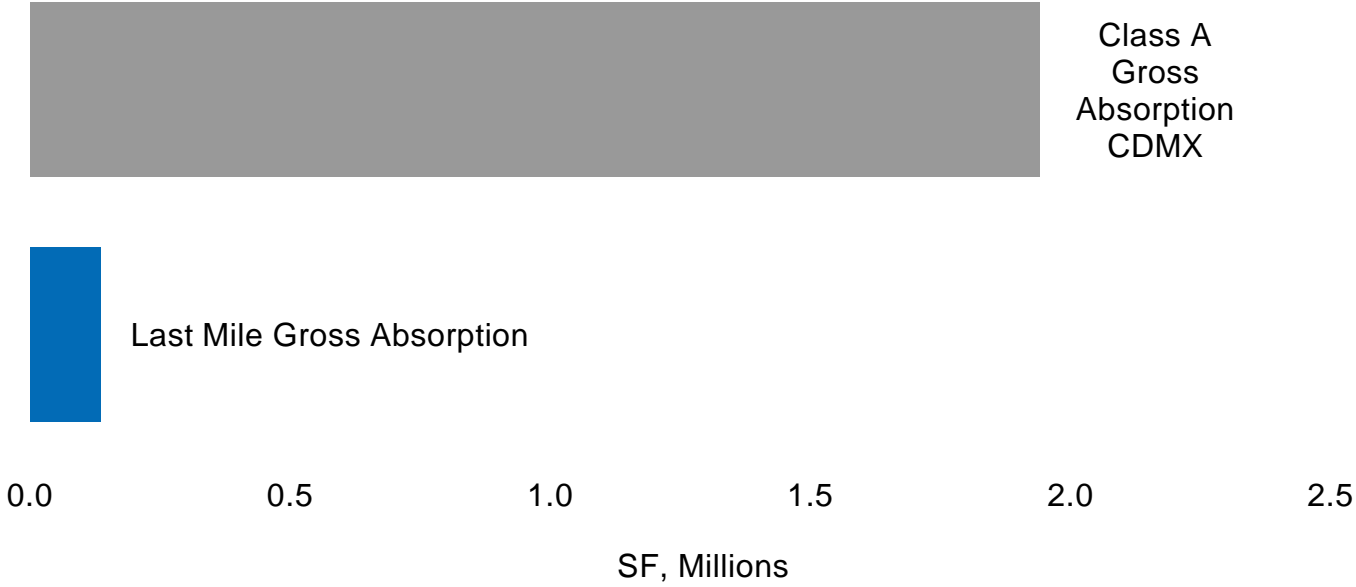 Class A
Gross
Absorption
CDMX
Last Mile Gross Absorption
0.0 0.5 1.0 1.5 2.0 2.5
SF, Millions